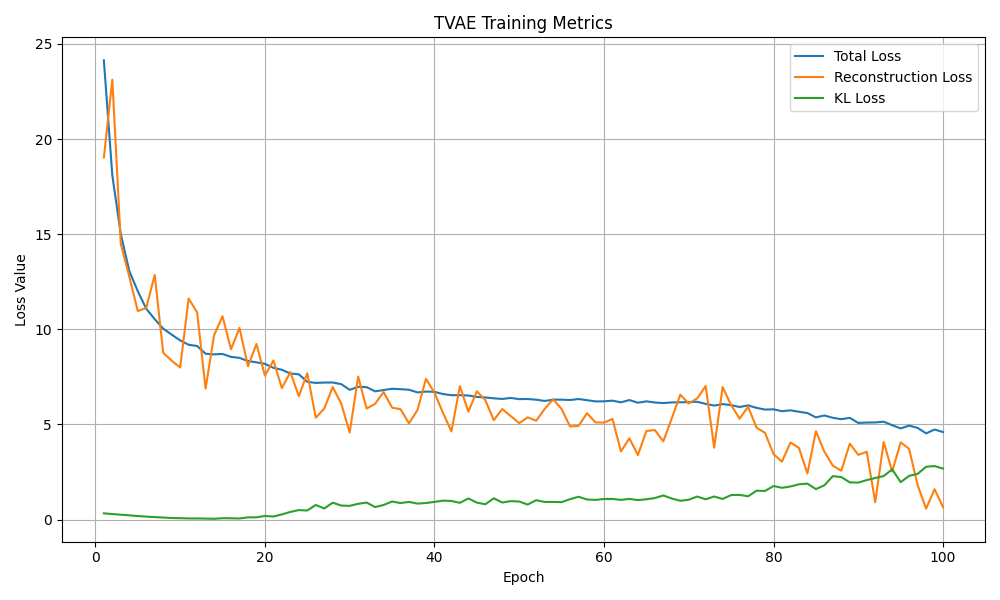 TVAE Training Metrics
25
20
15
10
5
0
Loss Value
Total Loss
Reconstruction Loss
KL Loss
0 20 40 60 80 100
Epoch